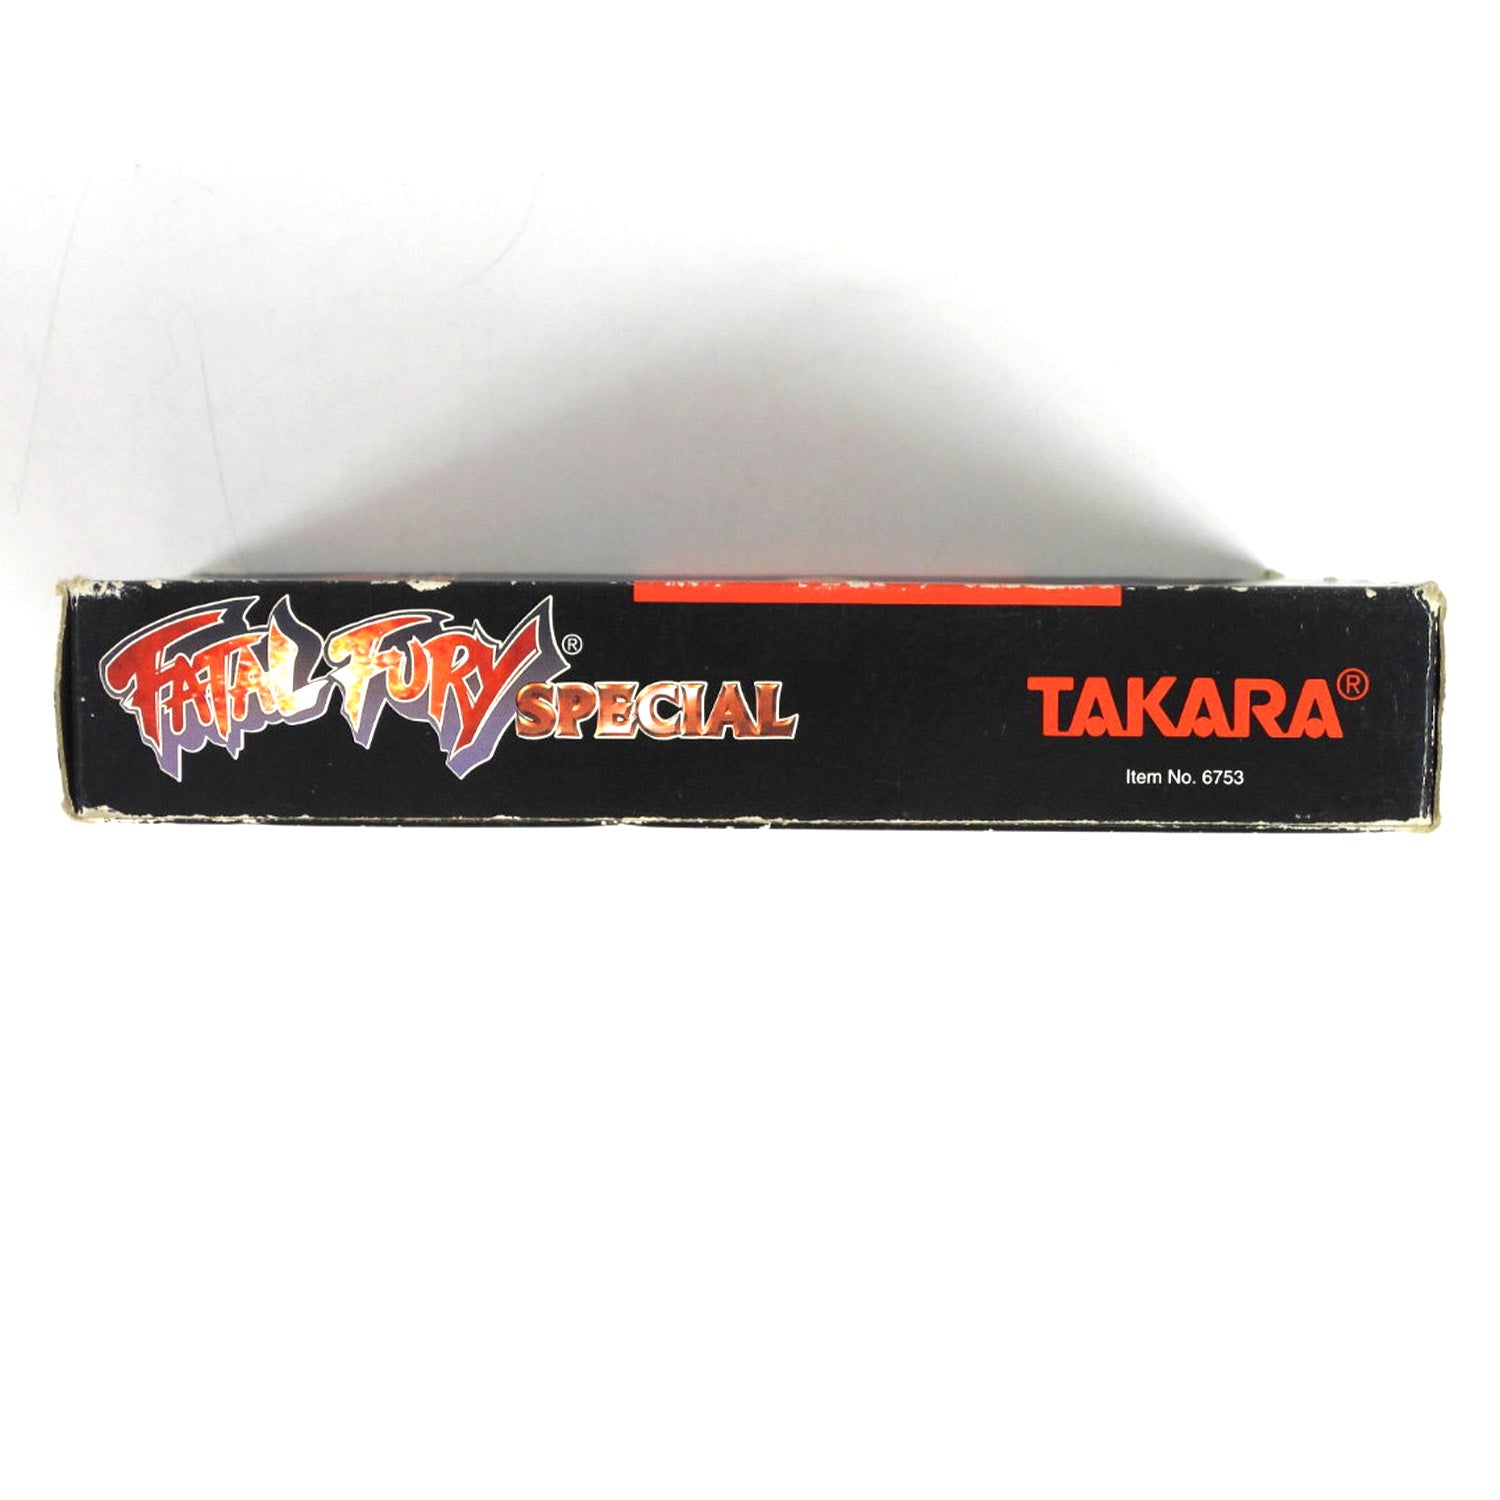 FATAL FURY®
SPECIAL
TAKARA®
Item No. 6753